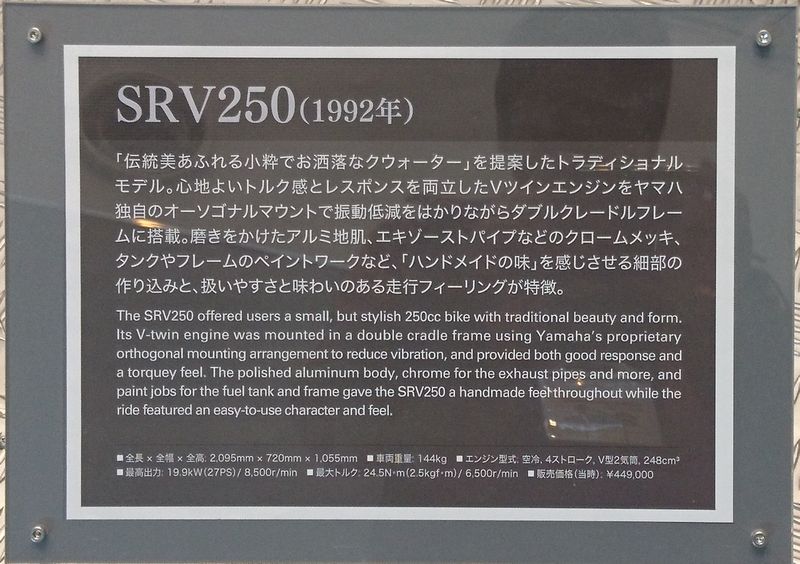 SRV250(1992年)
「伝統美あふれる小粋でお洒落なクウォーター」を提案したトラディショナル
モデル。心地よいトルク感とレスポンスを両立したVツインエンジンをヤマハ
独自のオーソゴナルマウントで振動低減をはかりながらダブルクレードルフレー
ムに搭載。磨きをかけたアルミ地肌、エキゾーストパイプなどのクロームメッキ、
タンクやフレームのペイントワークなど、「ハンドメイドの味」を感じさせる細部の
作り込みと、扱いやすさと味わいのある走行フィーリングが特徴。
The SRV250 offered users a small, but stylish 250cc bike with traditional beauty and form.
Its V-twin engine was mounted in a double cradle frame using Yamaha's proprietary
orthogonal mounting arrangement to reduce vibration, and provided both good response and
a torquey feel. The polished aluminum body, chrome for the exhaust pipes and more, and
paint jobs for the fuel tank and frame gave the SRV250 a handmade feel throughout while the
ride featured an easy-to-use character and feel.
■全長 × 全幅 × 全高: 2,095mm × 720mm × 1,055mm ■車両重量: 144kg ■エンジン型式: 空冷, 4ストローク, V型2気筒, 248cm³
■最高出力: 19.9kW(27PS)/ 8,500r/min ■最大トルク: 24.5N・m(2.5kgf・m)/ 6,500r/min ■販売価格(当時): ¥449,000